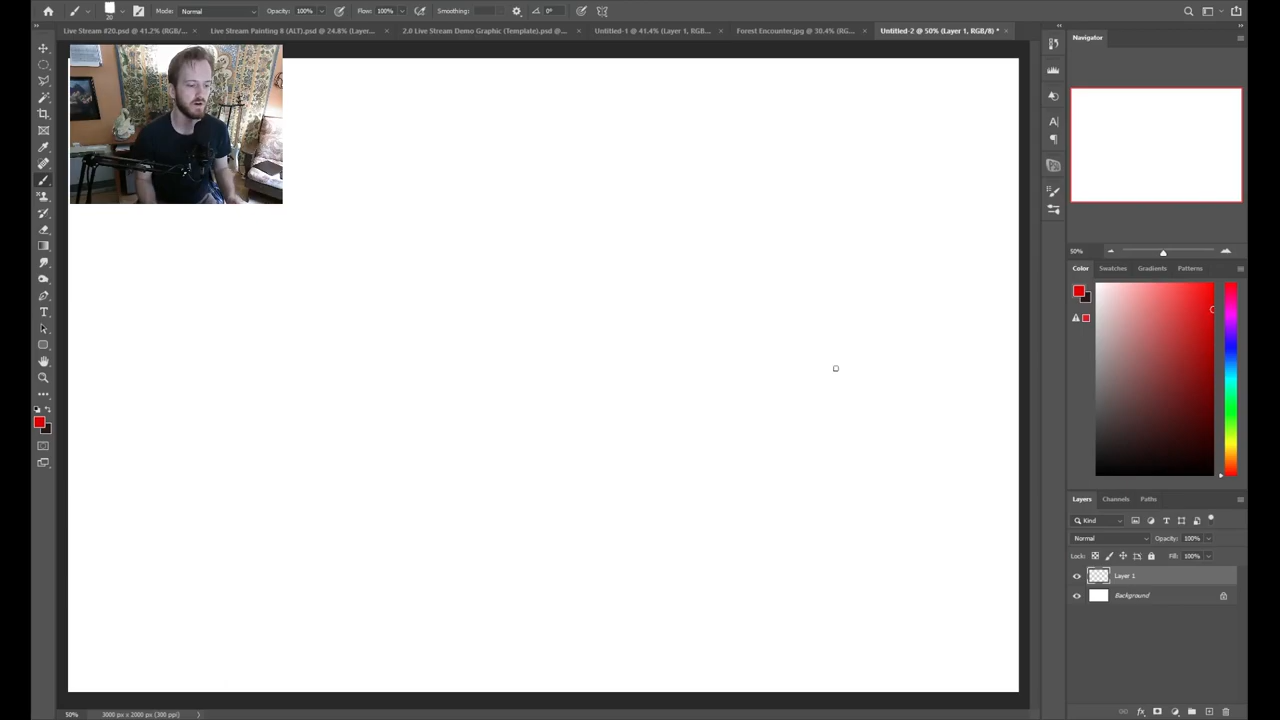 20 Mode: Normal Opacity: 100% Flow: 100% Smoothing: 0°
Live Stream #20.psd @ 41.2% (RGB/... × Live Stream Painting 8 (ALT).psd @ 24.8% (Layer... × 2.0 Live Stream Demo Graphic (Template).psd @... × Untitled-1 @ 41.4% (Layer 1, RGB... × Forest Encounter.jpg @ 30.4% (RG... × Untitled-2 @ 50% (Layer 1, RGB/8) * ×
Navigator
50%
Color Swatches Gradients Patterns
Layers Channels Paths
Kind
Normal Opacity: 100%
Lock: Fill: 100%
Layer 1
Background
50% 3000 px x 2000 px (300 ppi)